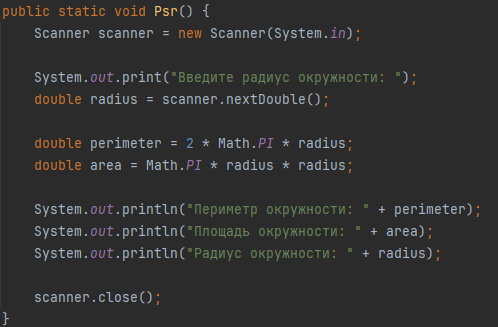 public static void Psr() {
Scanner scanner = new Scanner(System.in);
System.out.print("Введите радиус окружности: ");
double radius = scanner.nextDouble();
double perimeter = 2 * Math.PI * radius;
double area = Math.PI * radius * radius;
System.out.println("Периметр окружности: " + perimeter);
System.out.println("Площадь окружности: " + area);
System.out.println("Радиус окружности: " + radius);
scanner.close();
}